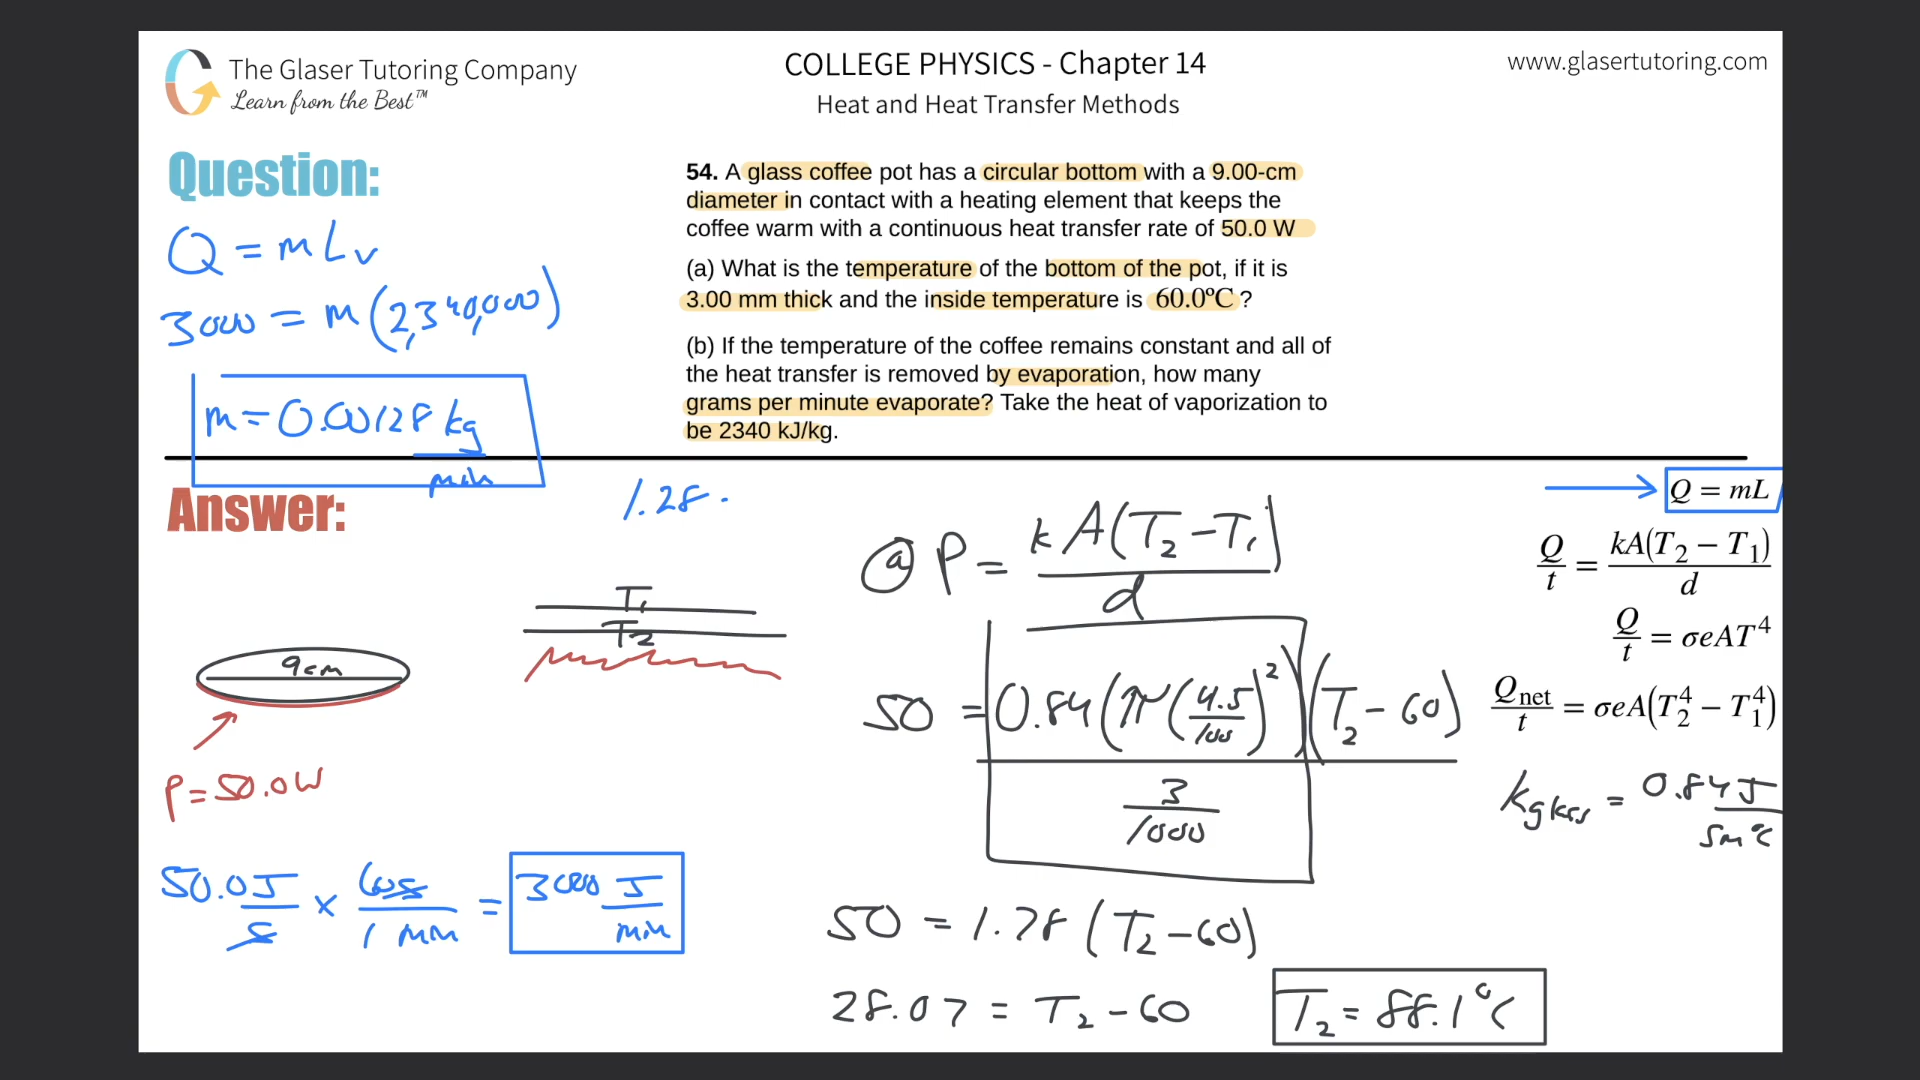 The Glaser Tutoring Company
Learn from the Best™
COLLEGE PHYSICS - Chapter 14
Heat and Heat Transfer Methods
www.glasertutoring.com
Question:
54. A glass coffee pot has a circular bottom with a 9.00-cm
diameter in contact with a heating element that keeps the
coffee warm with a continuous heat transfer rate of 50.0 W
(a) What is the temperature of the bottom of the pot, if it is
3.00 mm thick and the inside temperature is 60.0ºC ?
(b) If the temperature of the coffee remains constant and all of
the heat transfer is removed by evaporation, how many
grams per minute evaporate? Take the heat of vaporization to
be 2340 kJ/kg.
Q = mLv
3000 = m(2,340,000)
m = 0.00128 kg/min
1.28.
Answer:
T₁
T₂
9cm
P = 50.0W
50.0J/s × 60s/1 min = 3000 J/min
ⓐ P = kA(T₂ - T₁)/d
50 = 0.84(π(4.5/100)²)(T₂ - 60) / (3/1000)
50 = 1.78(T₂ - 60)
28.07 = T₂ - 60
T₂ = 88.1°C
Q = mL
Q/t = kA(T₂ − T₁)/d
Q/t = σeAT⁴
Qnet/t = σeA(T₂⁴ − T₁⁴)
kglass = 0.84 J/sm°C